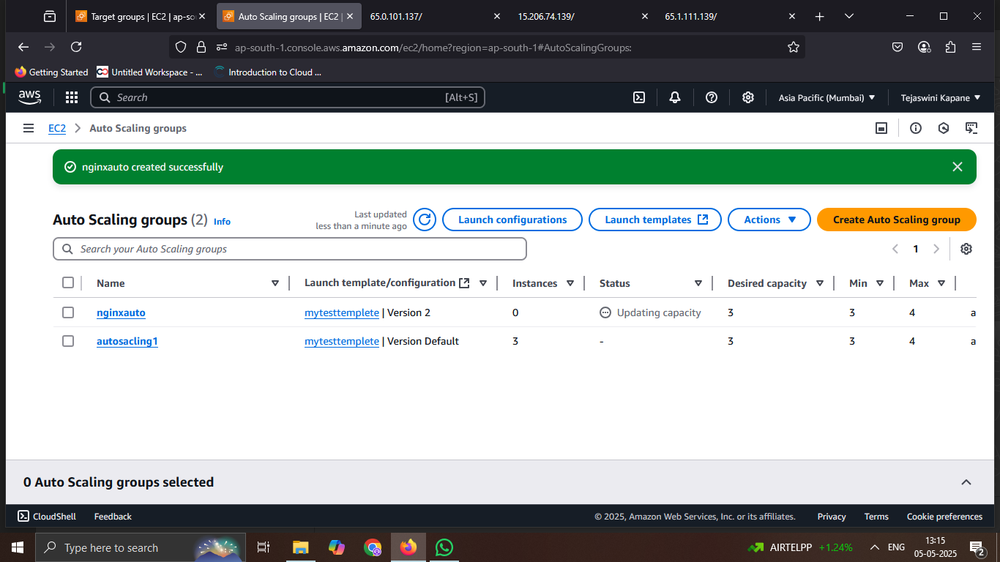 Target groups | EC2 | ap-so
Auto Scaling groups | EC2 |
65.0.101.137/
15.206.74.139/
65.1.111.139/
ap-south-1.console.aws.amazon.com/ec2/home?region=ap-south-1#AutoScalingGroups:
Getting Started
Untitled Workspace - ...
Introduction to Cloud ...
aws
Search
[Alt+S]
Asia Pacific (Mumbai)
Tejaswini Kapane
EC2
Auto Scaling groups
nginxauto created successfully
Auto Scaling groups (2) Info
Last updated
less than a minute ago
Launch configurations
Launch templates
Actions
Create Auto Scaling group
Search your Auto Scaling groups
1
Name Launch template/configuration Instances Status Desired capacity Min Max
nginxauto mytesttemplete | Version 2 0 Updating capacity 3 3 4 a
autosacling1 mytesttemplete | Version Default 3 - 3 3 4 a
0 Auto Scaling groups selected
CloudShell
Feedback
© 2025, Amazon Web Services, Inc. or its affiliates.
Privacy
Terms
Cookie preferences
Type here to search
AIRTELPP +1.24%
ENG
13:15
05-05-2025
2